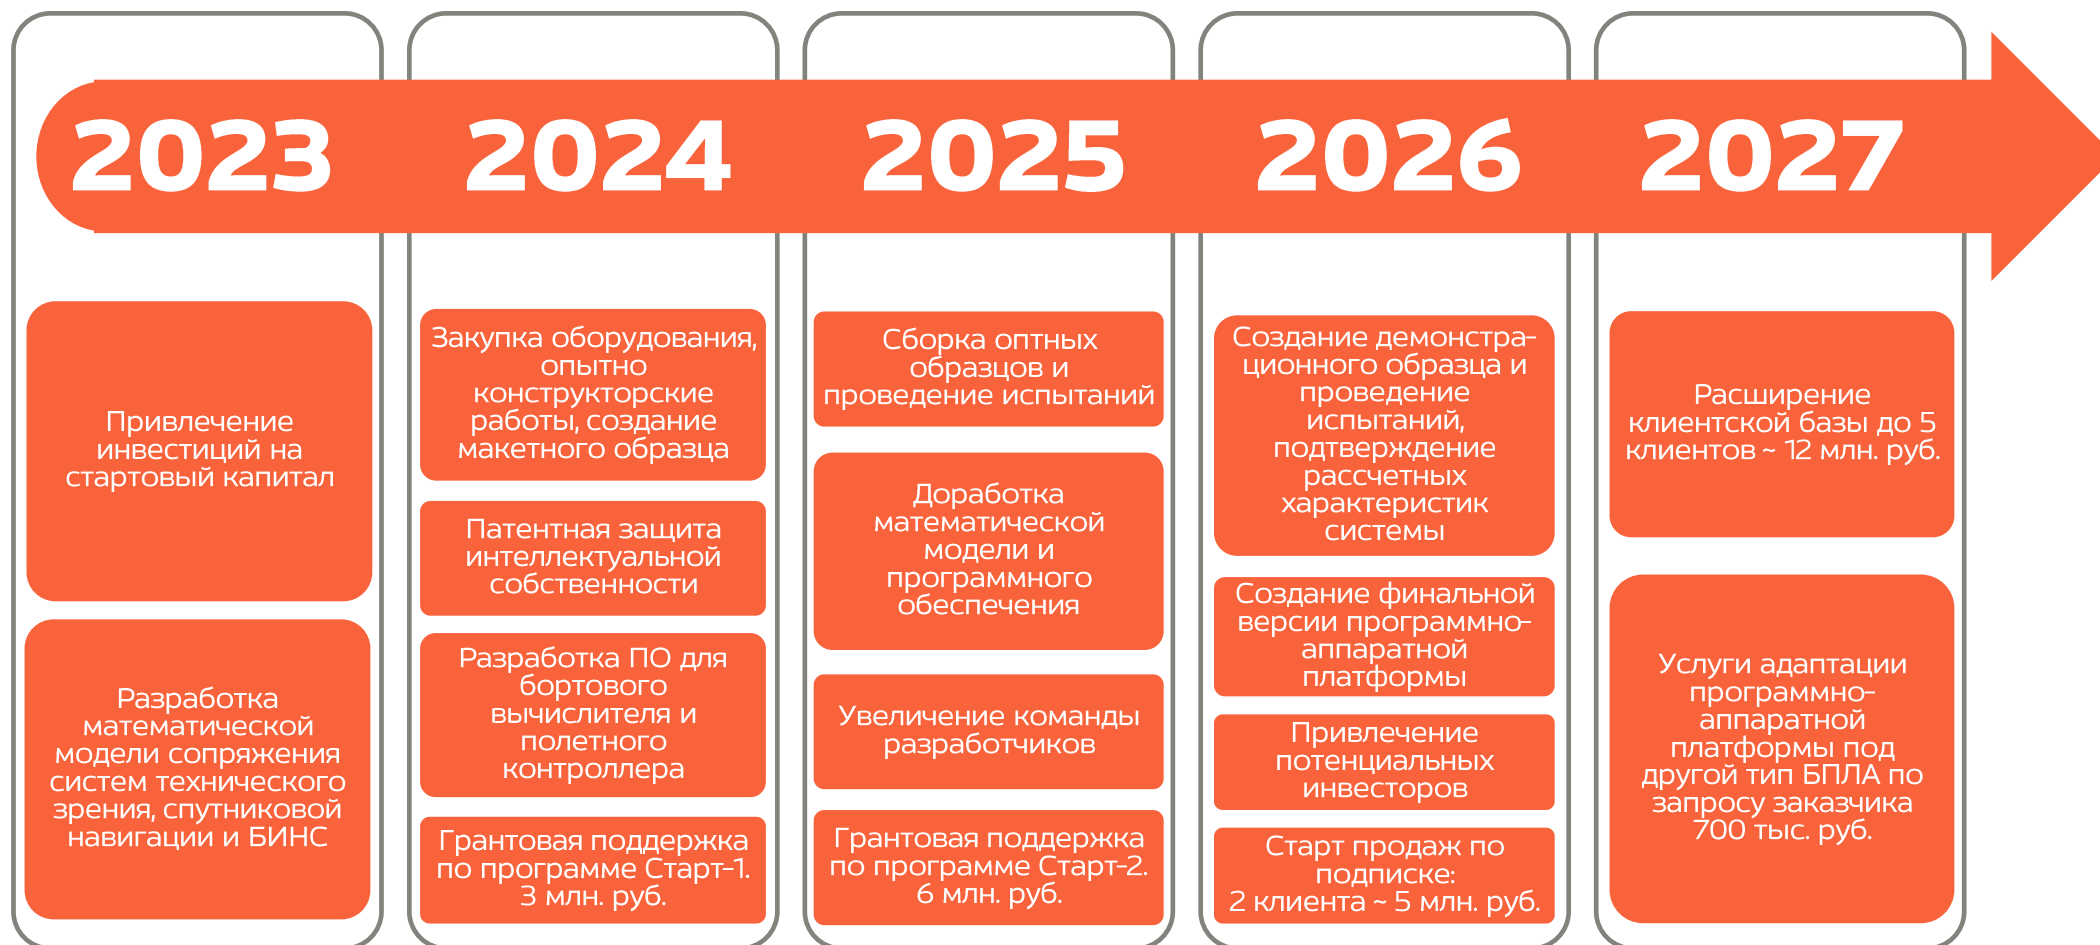 2023
2024
2025
2026
2027
Привлечение
инвестиций на
стартовый капитал
Разработка
математической
модели сопряжения
систем технического
зрения, спутниковой
навигации и БИНС
Закупка оборудования,
опытно
конструкторские
работы, создание
макетного образца
Патентная защита
интеллектуальной
собственности
Разработка ПО для
бортового
вычислителя и
полетного
контроллера
Грантовая поддержка
по программе Старт-1.
3 млн. руб.
Сборка оптных
образцов и
проведение испытаний
Доработка
математической
модели и
программного
обеспечения
Увеличение команды
разработчиков
Грантовая поддержка
по программе Старт-2.
6 млн. руб.
Создание демонстра-
ционного образца и
проведение
испытаний,
подтверждение
рассчетных
характеристик
системы
Создание финальной
версии программно-
аппаратной
платформы
Привлечение
потенциальных
инвесторов
Старт продаж по
подписке:
2 клиента ~ 5 млн. руб.
Расширение
клиентской базы до 5
клиентов ~ 12 млн. руб.
Услуги адаптации
программно-
аппаратной
платформы под
другой тип БПЛА по
запросу заказчика
700 тыс. руб.